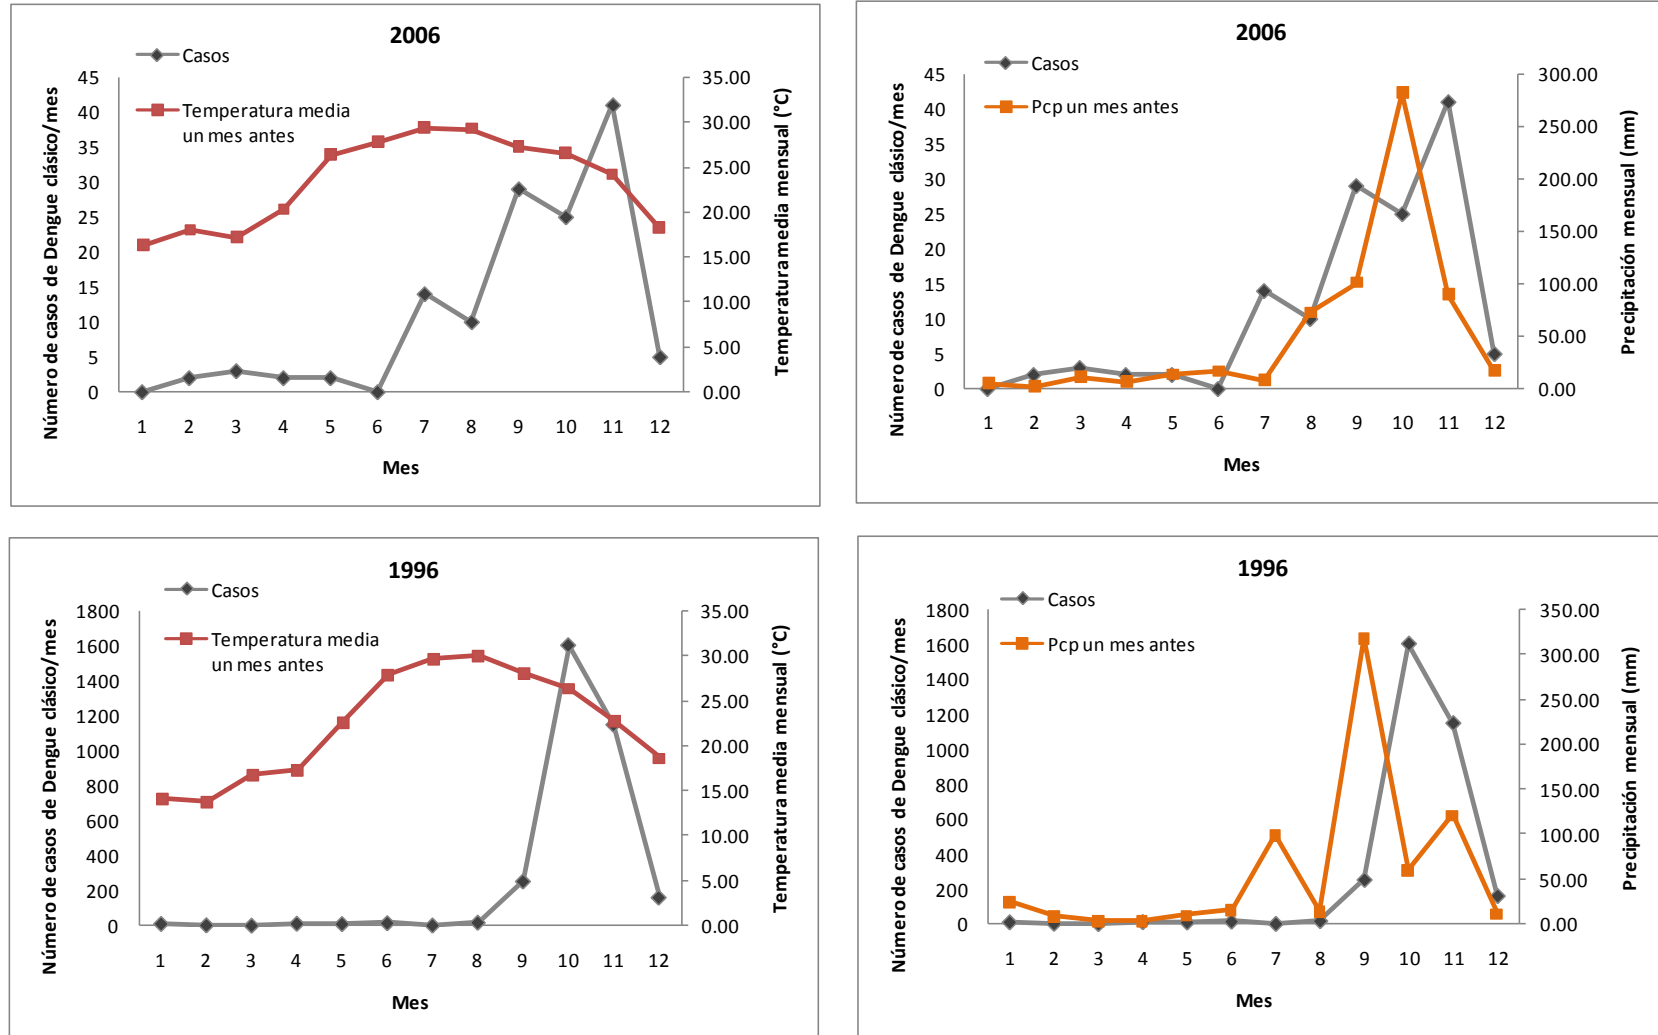 2006
Casos
Temperatura media
un mes antes
Número de casos de Dengue clásico/mes
45
40
35
30
25
20
15
10
5
0
35.00
30.00
25.00
20.00
15.00
10.00
5.00
0.00
Temperatura media mensual (°C)
1 2 3 4 5 6 7 8 9 10 11 12
Mes
2006
Casos
Pcp un mes antes
Número de casos de Dengue clásico/mes
45
40
35
30
25
20
15
10
5
0
300.00
250.00
200.00
150.00
100.00
50.00
0.00
Precipitación mensual (mm)
1 2 3 4 5 6 7 8 9 10 11 12
Mes
1996
Casos
Temperatura media
un mes antes
Número de casos de Dengue clásico/mes
1800
1600
1400
1200
1000
800
600
400
200
0
35.00
30.00
25.00
20.00
15.00
10.00
5.00
0.00
Temperatura media mensual (°C)
1 2 3 4 5 6 7 8 9 10 11 12
Mes
1996
Casos
Pcp un mes antes
Número de casos de Dengue clásico/mes
1800
1600
1400
1200
1000
800
600
400
200
0
350.00
300.00
250.00
200.00
150.00
100.00
50.00
0.00
Precipitación mensual (mm)
1 2 3 4 5 6 7 8 9 10 11 12
Mes